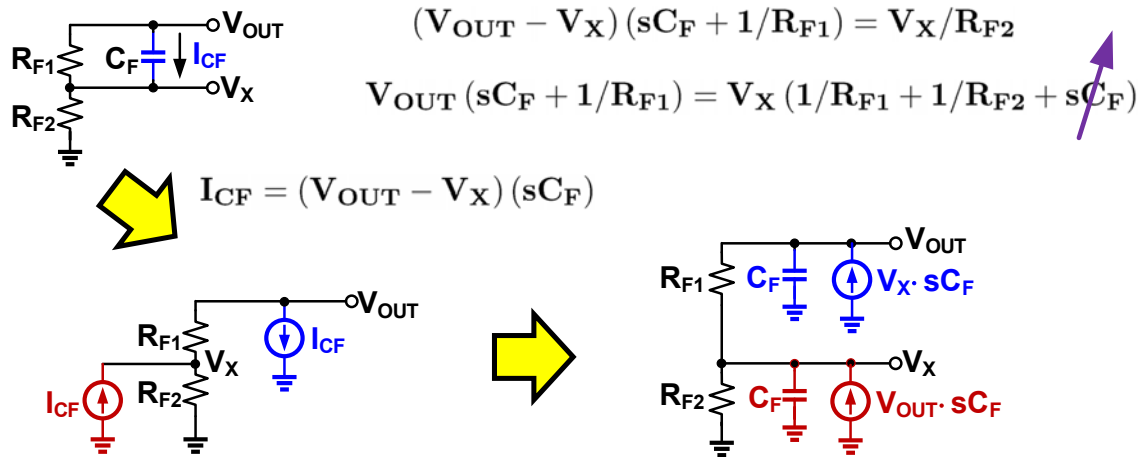 V_OUT
(V_OUT − V_X) (sC_F + 1/R_F1) = V_X/R_F2
R_F1 C_F I_CF
V_X
V_OUT (sC_F + 1/R_F1) = V_X (1/R_F1 + 1/R_F2 + sC_F)
R_F2
I_CF = (V_OUT − V_X) (sC_F)
V_OUT
R_F1 C_F V_X· sC_F
V_OUT
R_F1 I_CF
V_X
V_X
I_CF R_F2
R_F2 C_F V_OUT· sC_F